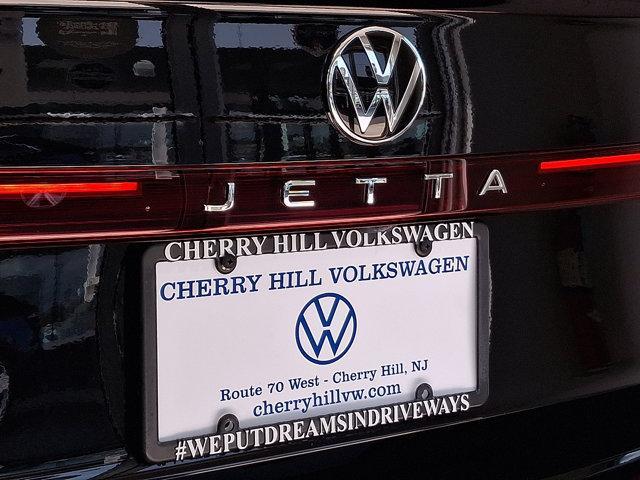 JETTA
CHERRY HILL VOLKSWAGEN
CHERRY HILL VOLKSWAGEN
Route 70 West - Cherry Hill, NJ
cherryhillvw.com
#WEPUTDREAMSINDRIVEWAYS